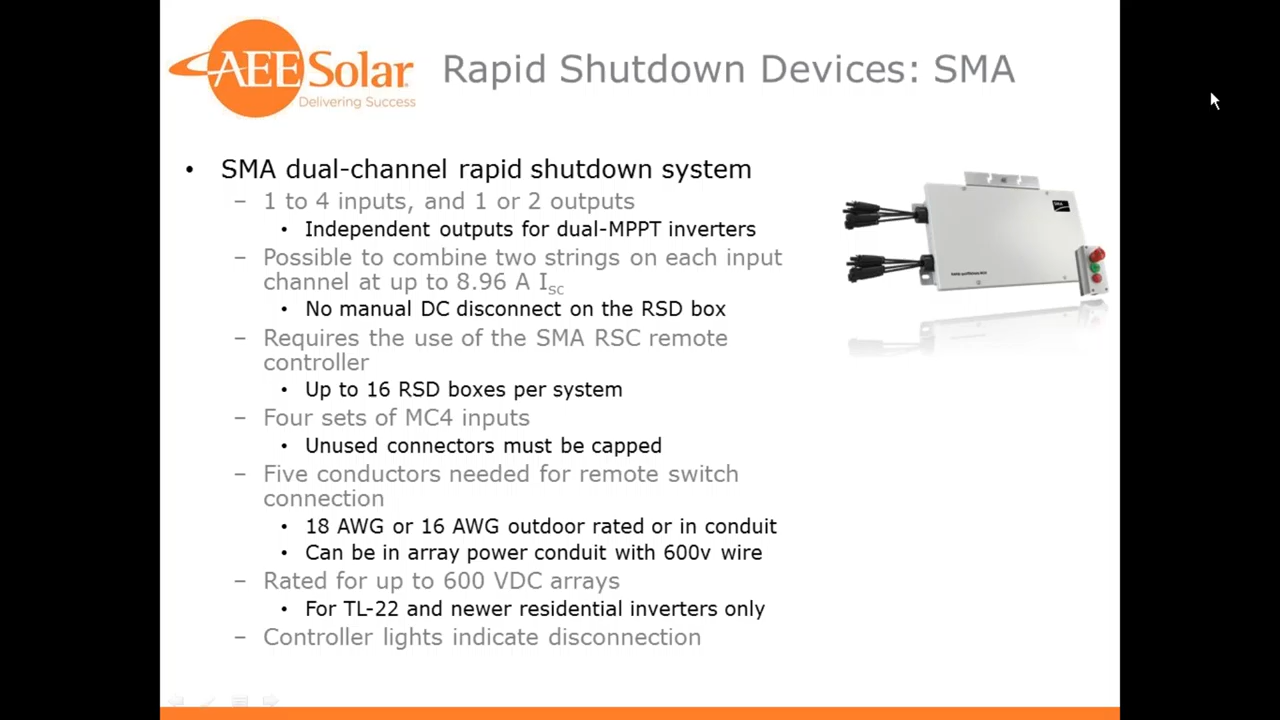 AEE Solar
Delivering Success
Rapid Shutdown Devices: SMA
• SMA dual-channel rapid shutdown system
– 1 to 4 inputs, and 1 or 2 outputs
• Independent outputs for dual-MPPT inverters
– Possible to combine two strings on each input
channel at up to 8.96 A Isc
• No manual DC disconnect on the RSD box
– Requires the use of the SMA RSC remote
controller
• Up to 16 RSD boxes per system
– Four sets of MC4 inputs
• Unused connectors must be capped
– Five conductors needed for remote switch
connection
• 18 AWG or 16 AWG outdoor rated or in conduit
• Can be in array power conduit with 600v wire
– Rated for up to 600 VDC arrays
• For TL-22 and newer residential inverters only
– Controller lights indicate disconnection
SMA